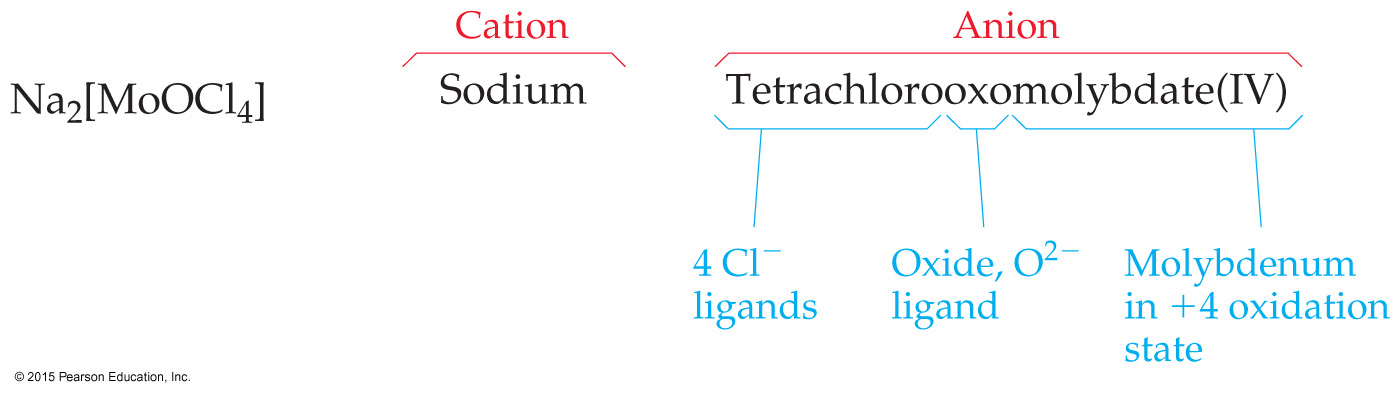 Cation Anion
Na₂[MoOCl₄] Sodium Tetrachlorooxomolybdate(IV)
4 Cl⁻ Oxide, O²⁻ Molybdenum
ligands ligand in +4 oxidation
state
© 2015 Pearson Education, Inc.